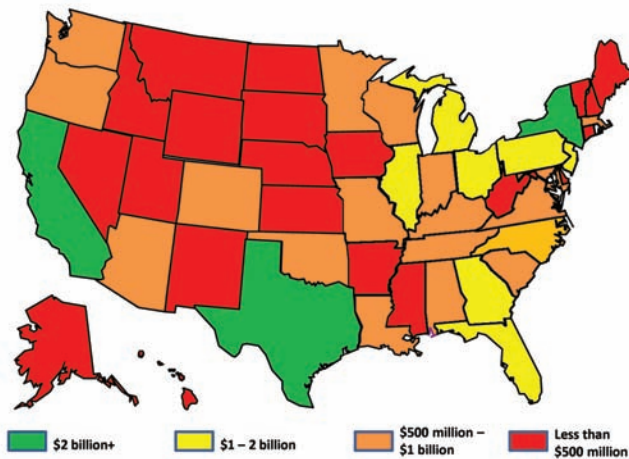 $2 billion+
$1 – 2 billion
$500 million –
$1 billion
Less than
$500 million